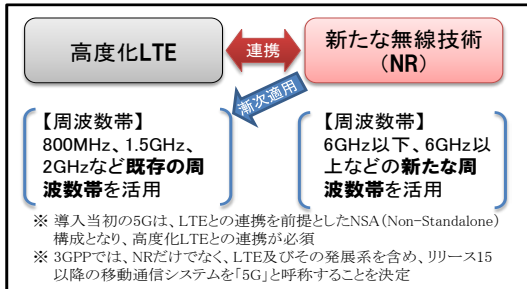 高度化LTE
連携
新たな無線技術
(NR)
漸次適用
【周波数帯】
800MHz、1.5GHz、
2GHzなど既存の周
波数帯を活用
【周波数帯】
6GHz以下、6GHz以
上などの新たな周
波数帯を活用
※ 導入当初の5Gは、LTEとの連携を前提としたNSA(Non-Standalone)
構成となり、高度化LTEとの連携が必須
※ 3GPPでは、NRだけでなく、LTE及びその発展系を含め、リリース15
以降の移動通信システムを「5G」と呼称することを決定